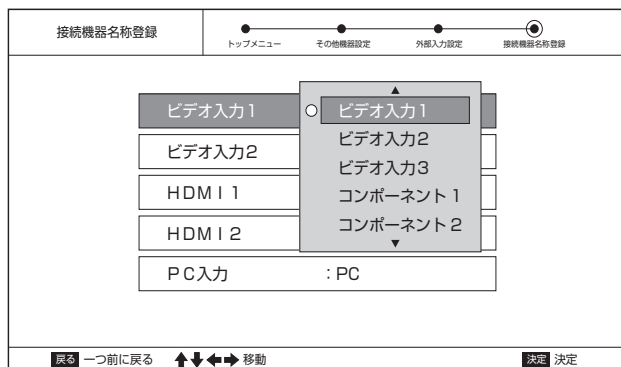 接続機器名称登録
トップメニュー その他機器設定 外部入力設定 接続機器名称登録
ビデオ入力1
ビデオ入力2
HDMI1
HDMI2
PC入力 :PC
ビデオ入力1
ビデオ入力2
ビデオ入力3
コンポーネント1
コンポーネント2
戻る 一つ前に戻る 移動 決定 決定